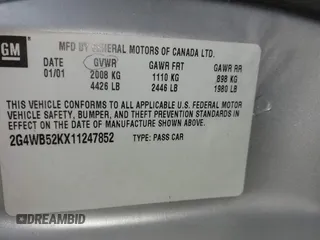 GM
MFD BY GENERAL MOTORS OF CANADA LTD.
DATE GVWR GAWR FRT GAWR RR
01/01 2008 KG 1110 KG 898 KG
4426 LB 2446 LB 1980 LB
THIS VEHICLE CONFORMS TO ALL APPLICABLE U.S. FEDERAL MOTOR
VEHICLE SAFETY, BUMPER, AND THEFT PREVENTION STANDARDS
IN EFFECT ON THE DATE OF MANUFACTURE SHOWN ABOVE.
2G4WB52KX11247852 TYPE: PASS CAR
DREAMBID